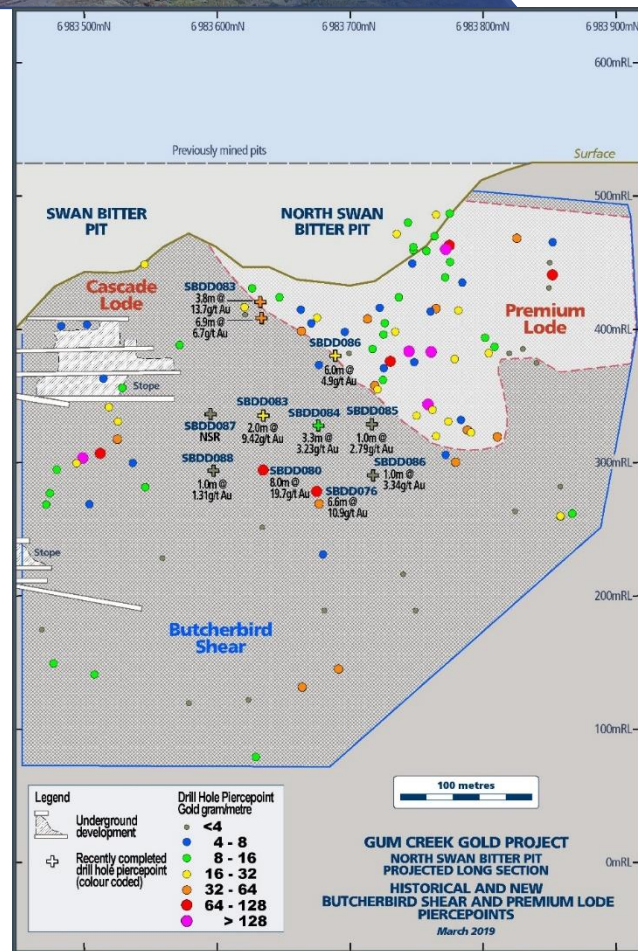 6 983 500mN
6 983 600mN
6 983 700mN
6 983 800mN
6 983 900mN
600mRL
Previously mined pits
Surface
500mRL
SWAN BITTER
PIT
NORTH SWAN
BITTER PIT
Cascade
Lode
SBDD083
3.8m @
13.7g/t Au
6.9m @
6.7g/t Au
Premium
Lode
400mRL
SBDD086
6.0m @
4.9g/t Au
Stope
SBDD087
NSR
SBDD083
2.0m @
9.42g/t Au
SBDD084
3.3m @
3.23g/t Au
SBDD085
1.0m @
2.79g/t Au
300mRL
SBDD088
1.0m @
1.31g/t Au
SBDD080
8.0m @
19.7g/t Au
SBDD076
6.6m @
10.9g/t Au
SBDD086
1.0m @
3.34g/t Au
Stope
200mRL
Butcherbird
Shear
100mRL
Legend
Underground
development
Recently completed
drill hole piercepoint
(colour coded)
Drill Hole Piercepoint
Gold gram/metre
<4
4 - 8
8 - 16
16 - 32
32 - 64
64 - 128
> 128
100 metres
0mRL
GUM CREEK GOLD PROJECT
NORTH SWAN BITTER PIT
PROJECTED LONG SECTION
HISTORICAL AND NEW
BUTCHERBIRD SHEAR AND PREMIUM LODE
PIERCEPOINTS
March 2019